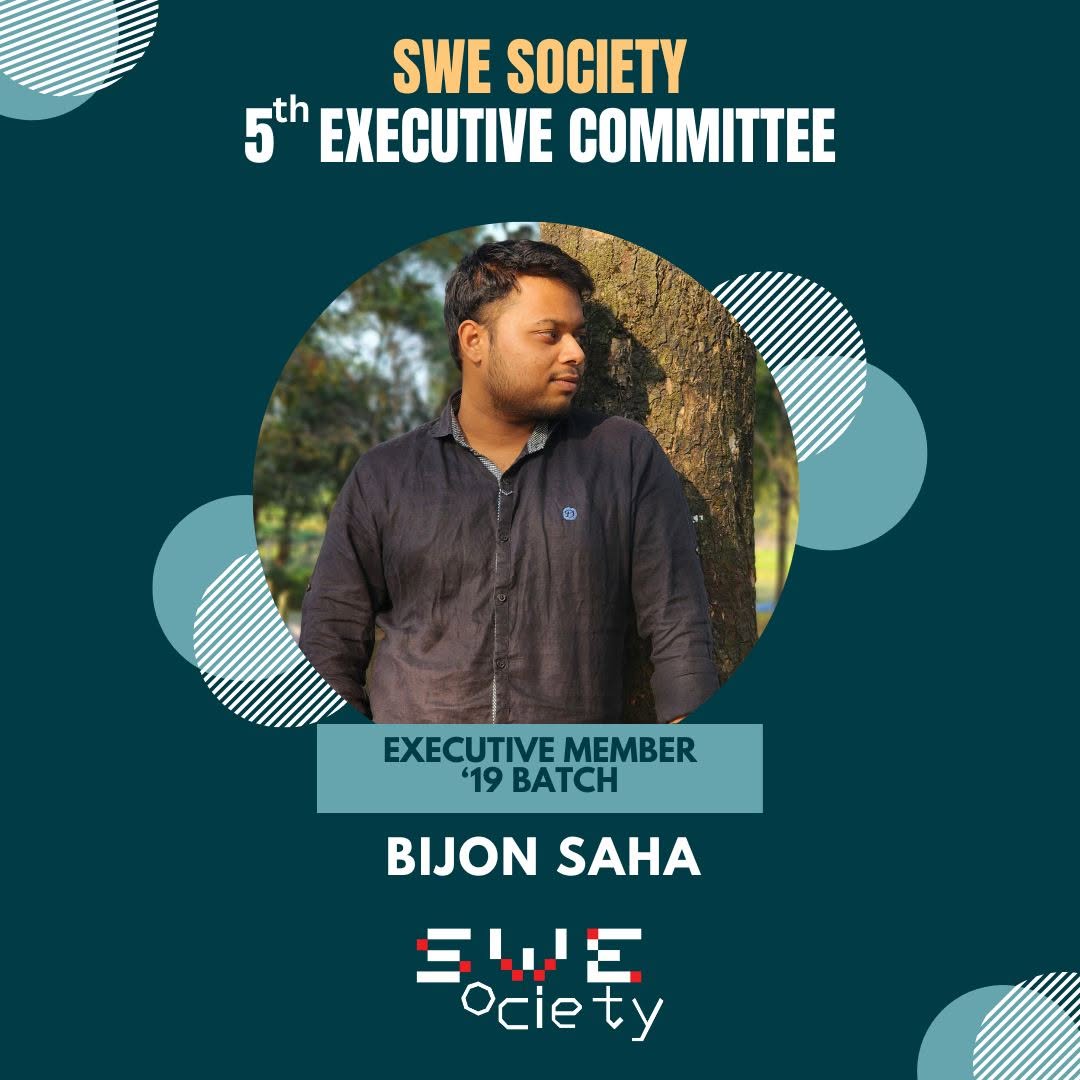 SWE SOCIETY
5th EXECUTIVE COMMITTEE
EXECUTIVE MEMBER
‘19 BATCH
BIJON SAHA
SWE
Ociety